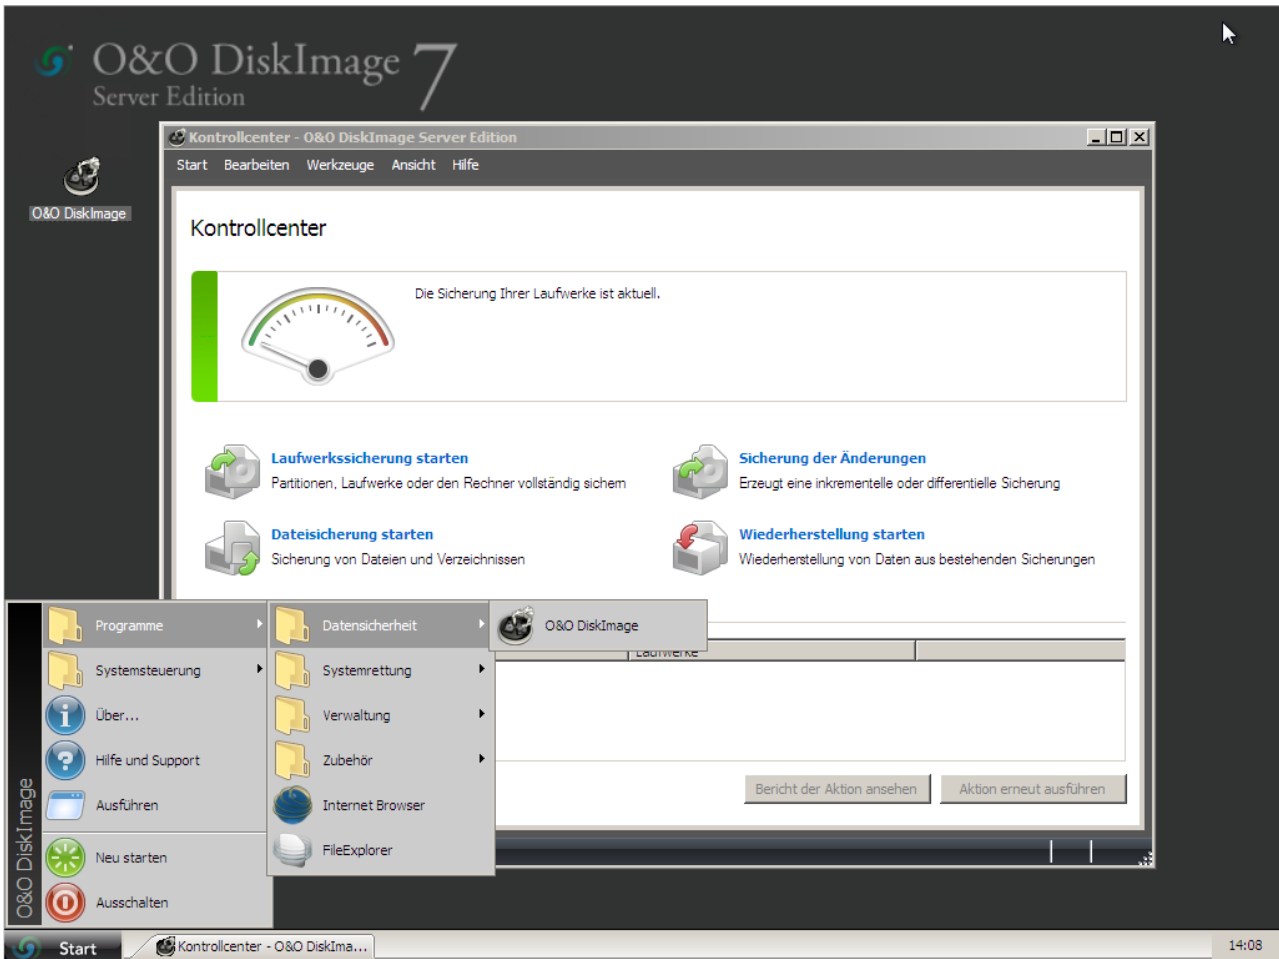 O&O DiskImage 7
Server Edition
O&O DiskImage
Kontrollcenter - O&O DiskImage Server Edition
Start Bearbeiten Werkzeuge Ansicht Hilfe
Kontrollcenter
Die Sicherung Ihrer Laufwerke ist aktuell.
Laufwerkssicherung starten
Partitionen, Laufwerke oder den Rechner vollständig sichern
Sicherung der Änderungen
Erzeugt eine inkrementelle oder differentielle Sicherung
Dateisicherung starten
Sicherung von Dateien und Verzeichnissen
Wiederherstellung starten
Wiederherstellung von Daten aus bestehenden Sicherungen
Laufwerke
Bericht der Aktion ansehen
Aktion erneut ausführen
O&O DiskImage
Programme
Systemsteuerung
Über...
Hilfe und Support
Ausführen
Neu starten
Ausschalten
Datensicherheit
Systemrettung
Verwaltung
Zubehör
Internet Browser
FileExplorer
O&O DiskImage
Start
Kontrollcenter - O&O DiskIma...
14:08